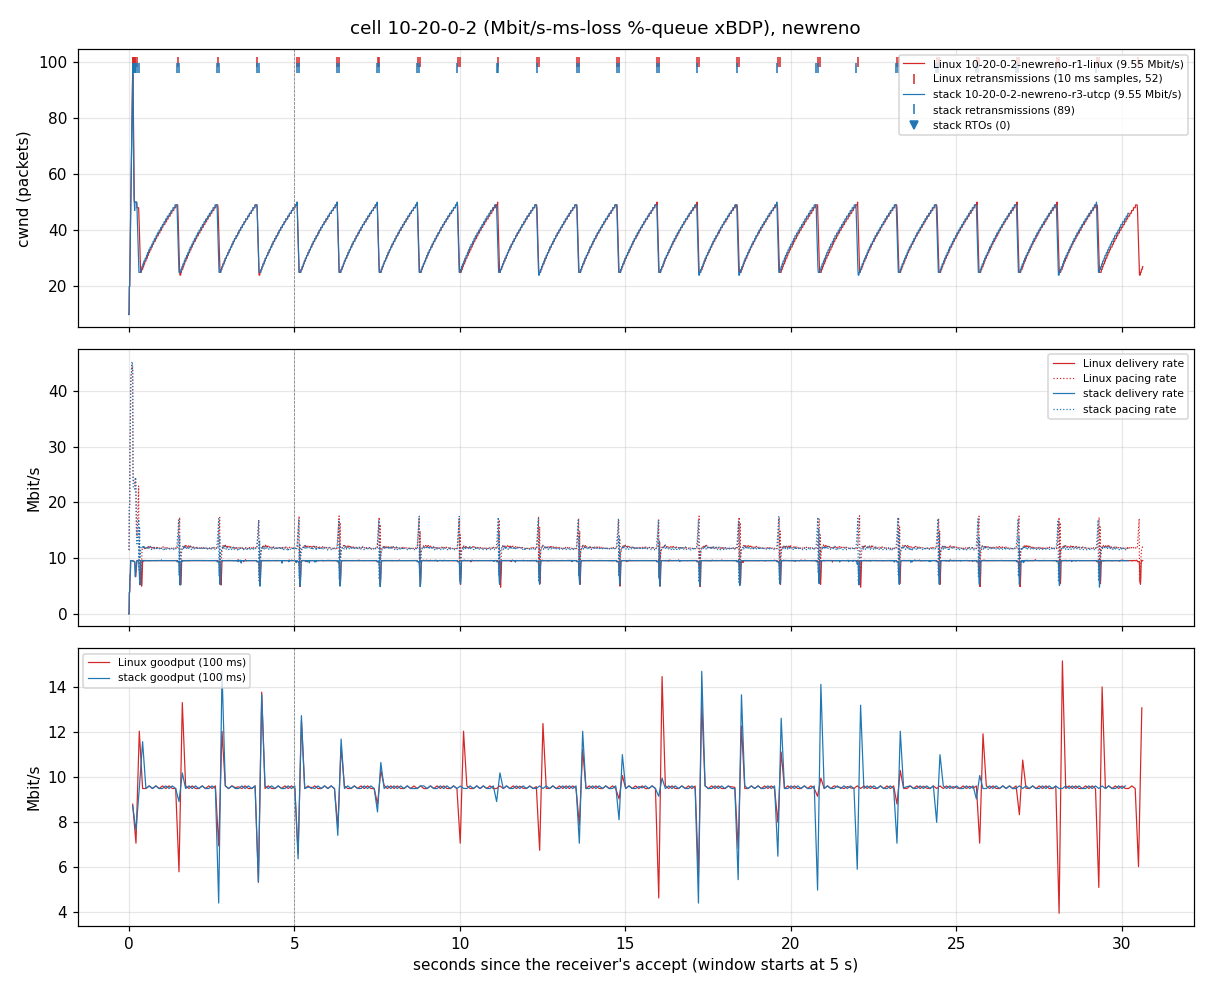 cell 10-20-0-2 (Mbit/s-ms-loss %-queue xBDP), newreno
100
80
60
40
20
cwnd (packets)
Linux 10-20-0-2-newreno-r1-linux (9.55 Mbit/s)
Linux retransmissions (10 ms samples, 52)
stack 10-20-0-2-newreno-r3-utcp (9.55 Mbit/s)
stack retransmissions (89)
stack RTOs (0)
40
30
20
10
0
Mbit/s
Linux delivery rate
Linux pacing rate
stack delivery rate
stack pacing rate
14
12
10
8
6
4
Mbit/s
Linux goodput (100 ms)
stack goodput (100 ms)
0 5 10 15 20 25 30
seconds since the receiver's accept (window starts at 5 s)